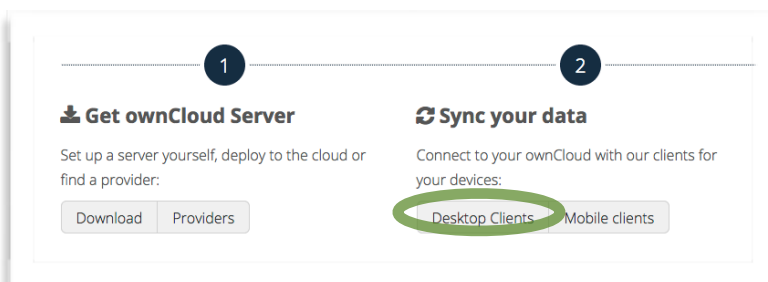 1
2
Get ownCloud Server
Sync your data
Set up a server yourself, deploy to the cloud or
find a provider:
Connect to your ownCloud with our clients for
your devices:
Download Providers
Desktop Clients Mobile clients